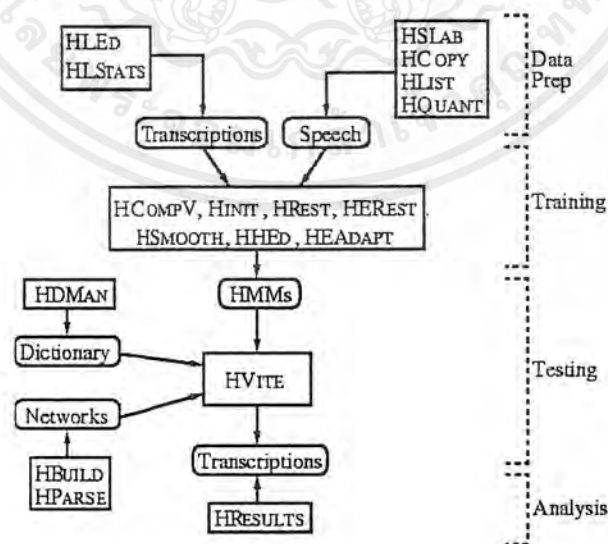 HLED
HLSTATS
HSLAB
HCOPY
HLIST
HQUANT
Data
Prep
Transcriptions
Speech
HCOMPV, HINIT, HREST, HEREST
HSMOOTH, HHED, HEADAPT
Training
HDMAN
HMMs
Dictionary
HVITE
Testing
Networks
HBUILD
HPARSE
Transcriptions
HRESULTS
Analysis